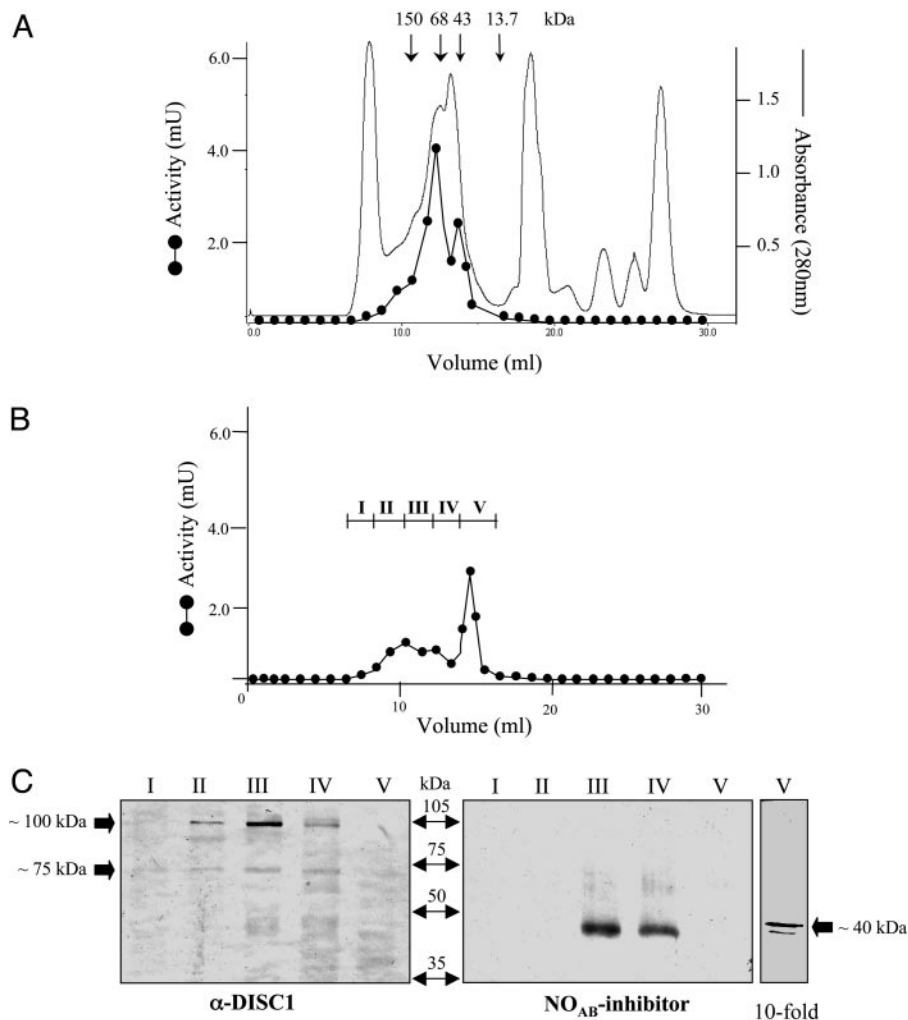 A
150 68 43 13.7 kDa
6.0
4.0
2.0
Activity (mU)
1.5
1.0
0.5
Absorbance (280nm)
0.0 10.0 20.0 30.0
Volume (ml)
B
6.0
4.0
2.0
Activity (mU)
I II III IV V
0 10 20 30
Volume (ml)
C
I II III IV V kDa I II III IV V V
~ 100 kDa
~ 75 kDa
105
75
50
35
~ 40 kDa
α-DISC1
NOAB-inhibitor
10-fold